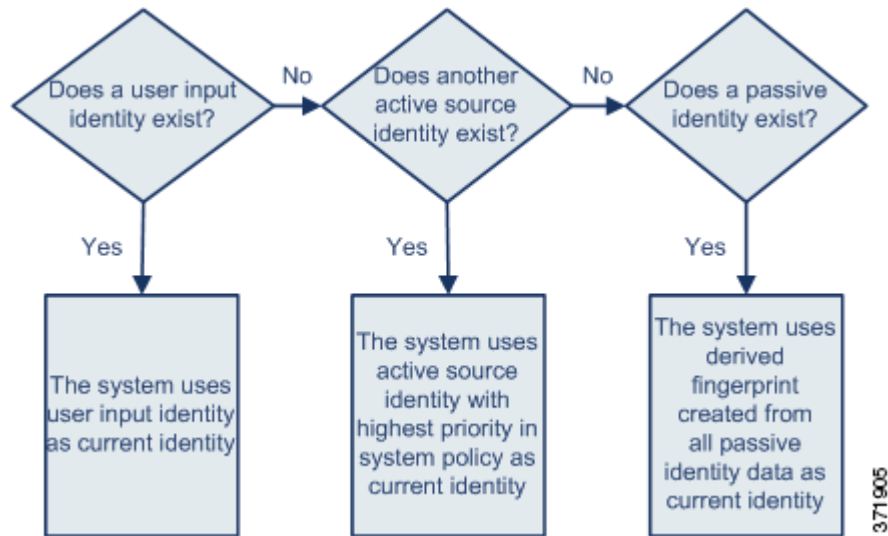 Does a user input
identity exist?
No
Does another
active source
identity exist?
No
Does a passive
identity exist?
Yes
Yes
Yes
The system uses
user input identity
as current identity
The system uses
active source
identity with
highest priority in
system policy as
current identity
The system uses
derived
fingerprint
created from
all passive
identity data as
current identity
371905